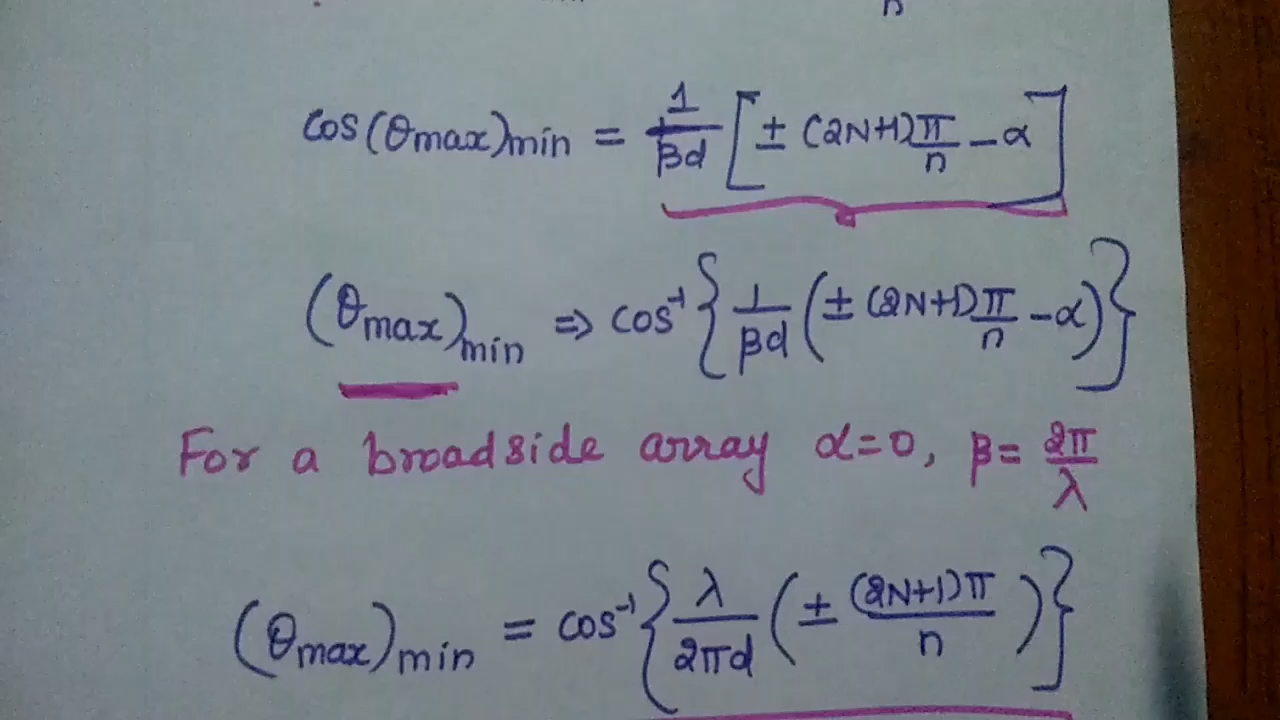 n
cos(θmax)min = 1/βd [± (2N+1)π/n - α]
(θmax)min ⇒ cos⁻¹{1/βd (± (2N+1)π/n - α)}
For a broadside array α=0, β= 2π/λ
(θmax)min = cos⁻¹{λ/2πd (± (2N+1)π/n)}